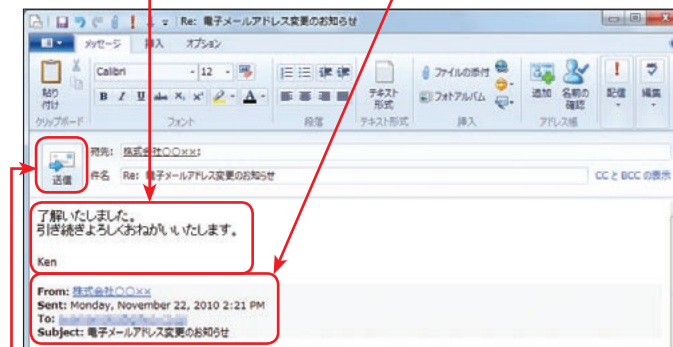 Re: 電子メールアドレス変更のお知らせ
メッセージ 挿入 オプション
貼り付け
Calibri 12
B I U abc X₂ x² A
テキスト形式
ファイルの添付
フォトアルバム
追加
名前の確認
配信
編集
クリップボード フォント 段落 テキスト形式 挿入 アドレス帳
送信
宛先: 株式会社○○××;
件名 Re: 電子メールアドレス変更のお知らせ CC と BCC の表示
了解いたしました。
引き続きよろしくおねがいいたします。
Ken
From: 株式会社○○××
Sent: Monday, November 22, 2010 2:21 PM
To:
Subject: 電子メールアドレス変更のお知らせ